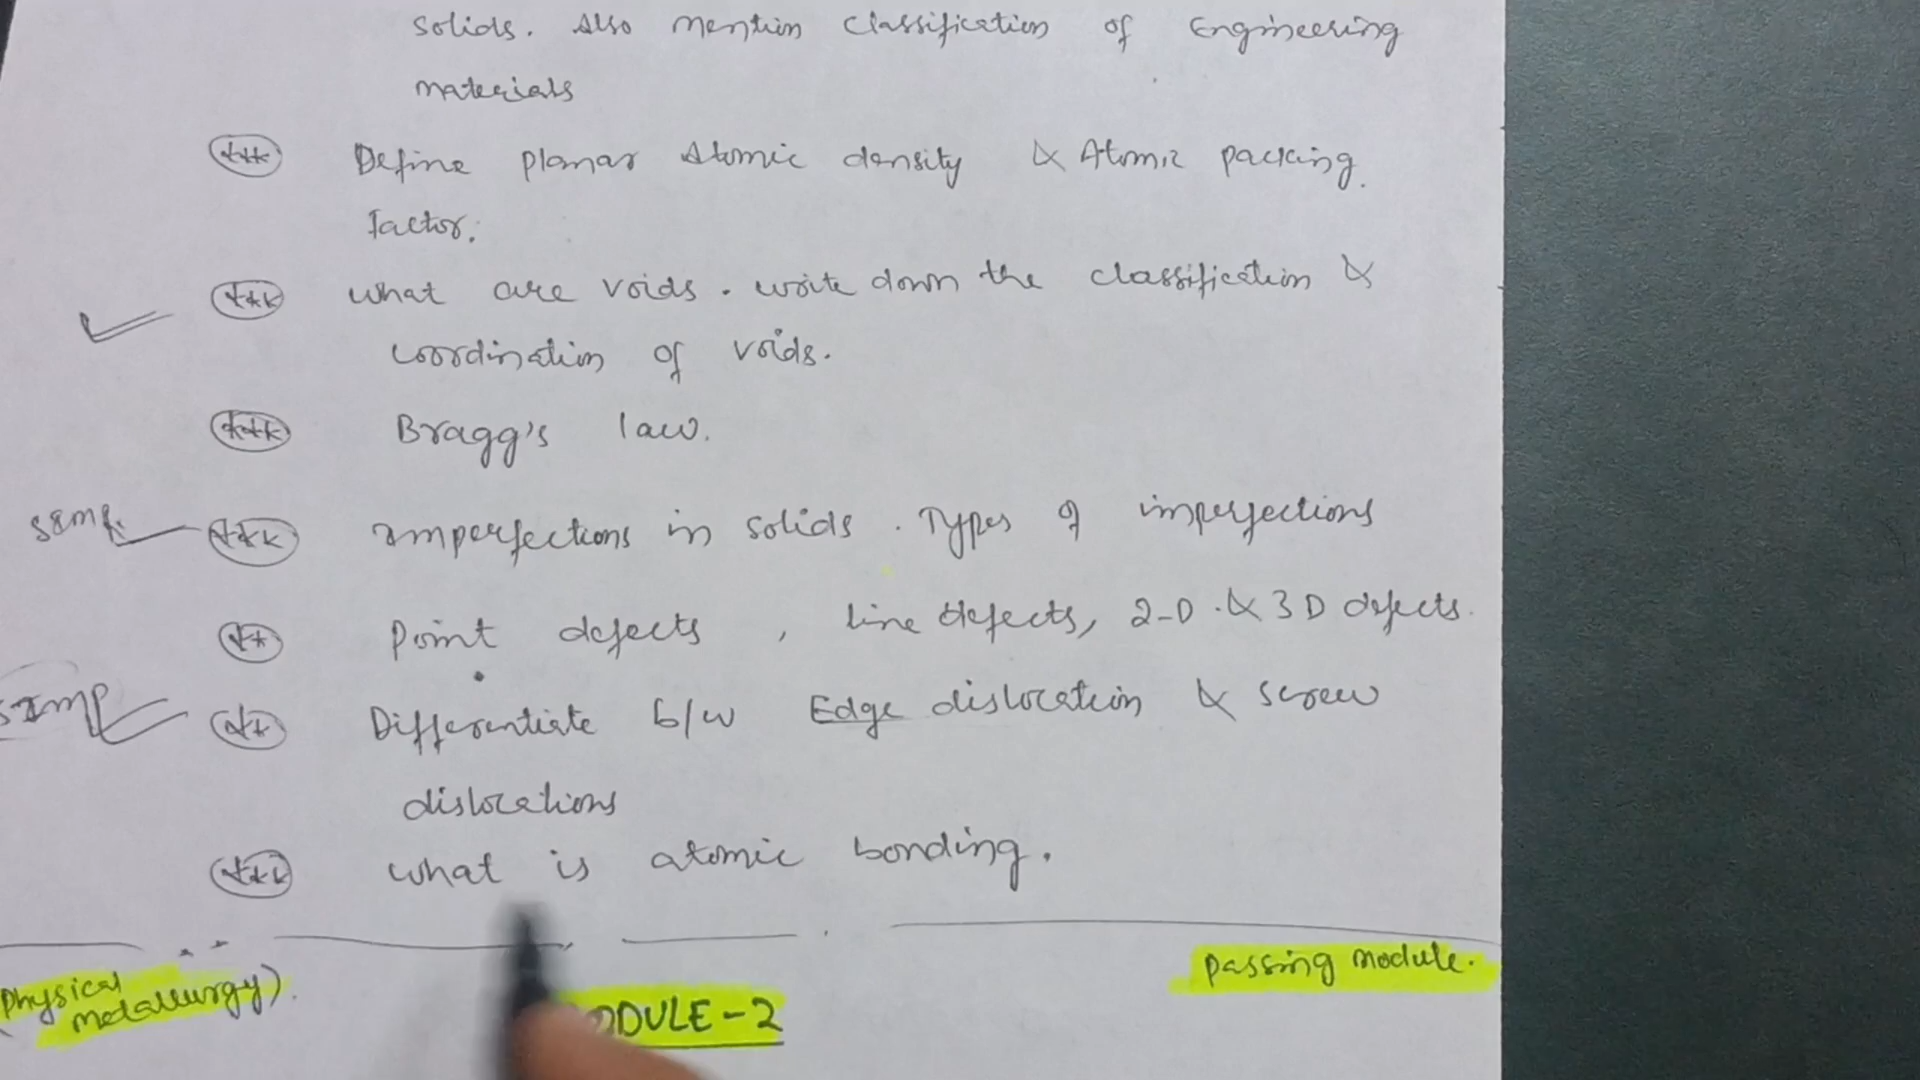 solids. Also mention classification of Engineering
materials
*** Define planar Atomic density & Atomic packing
factor.
*** what are voids. write down the classification &
coordination of voids.
*** Bragg's law.
*** Imperfections in solids. Types of imperfections
** Point defects, line defects, 2-D & 3D defects.
** Differentiate b/w Edge dislocation & screw
dislocations
*** what is atomic bonding.
Passing module.
(Physical
metallurgy).
MODULE-2